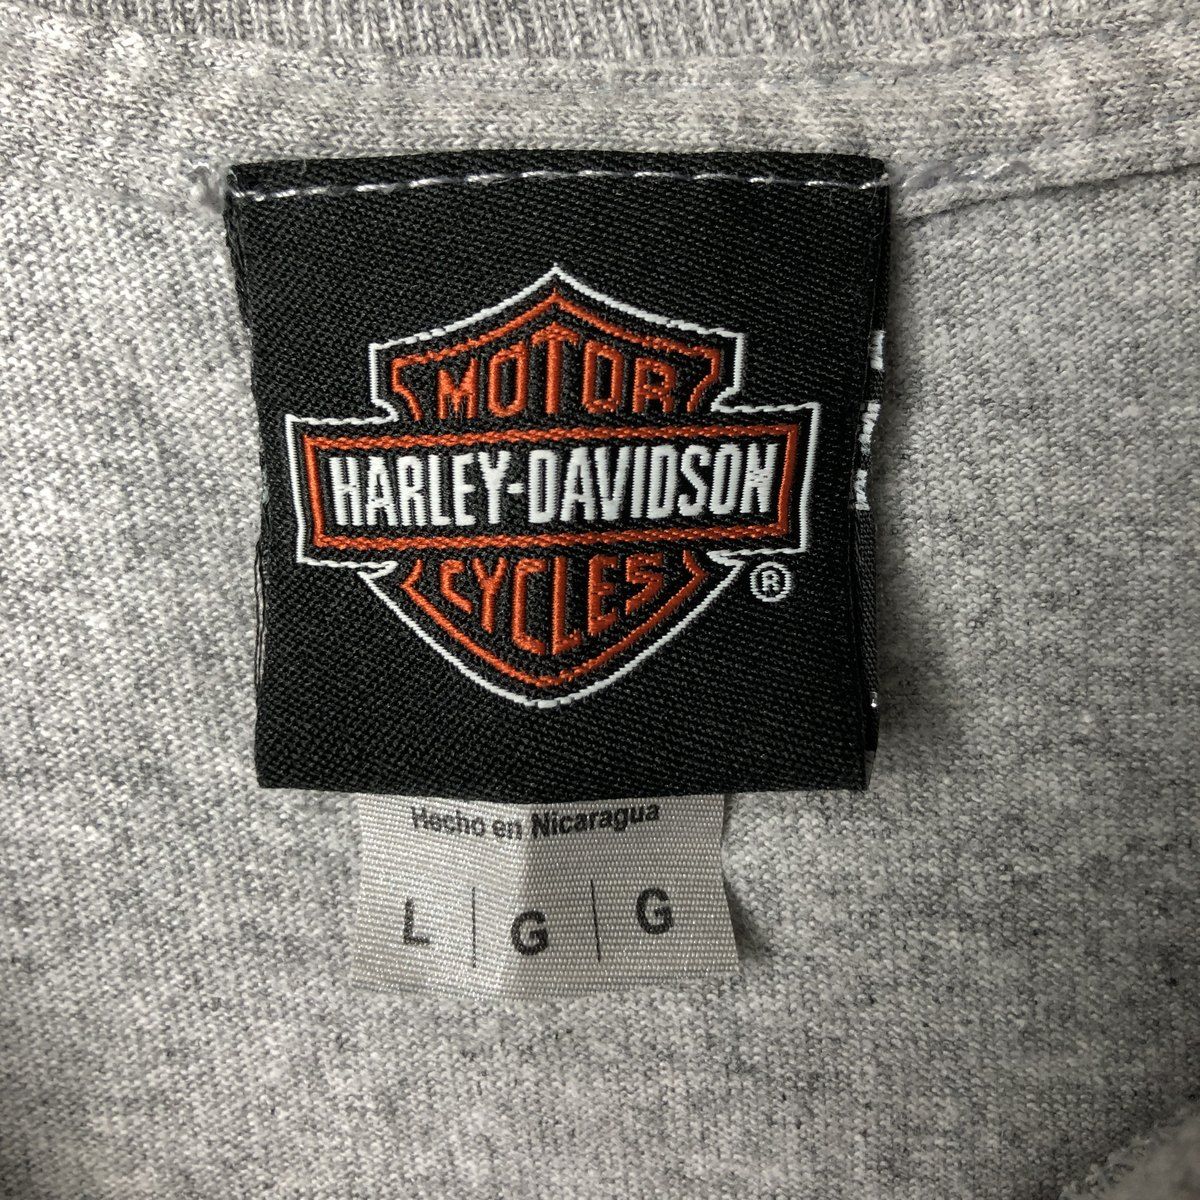 MOTOR
HARLEY-DAVIDSON
CYCLES
®
Hecho en Nicaragua
L | G | G